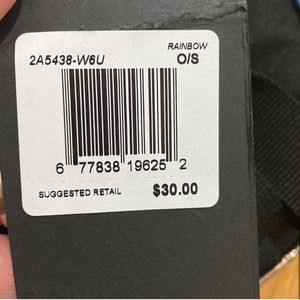 RAINBOW
2A5438-W6U O/S
6 77838 19625 2
SUGGESTED RETAIL $30.00